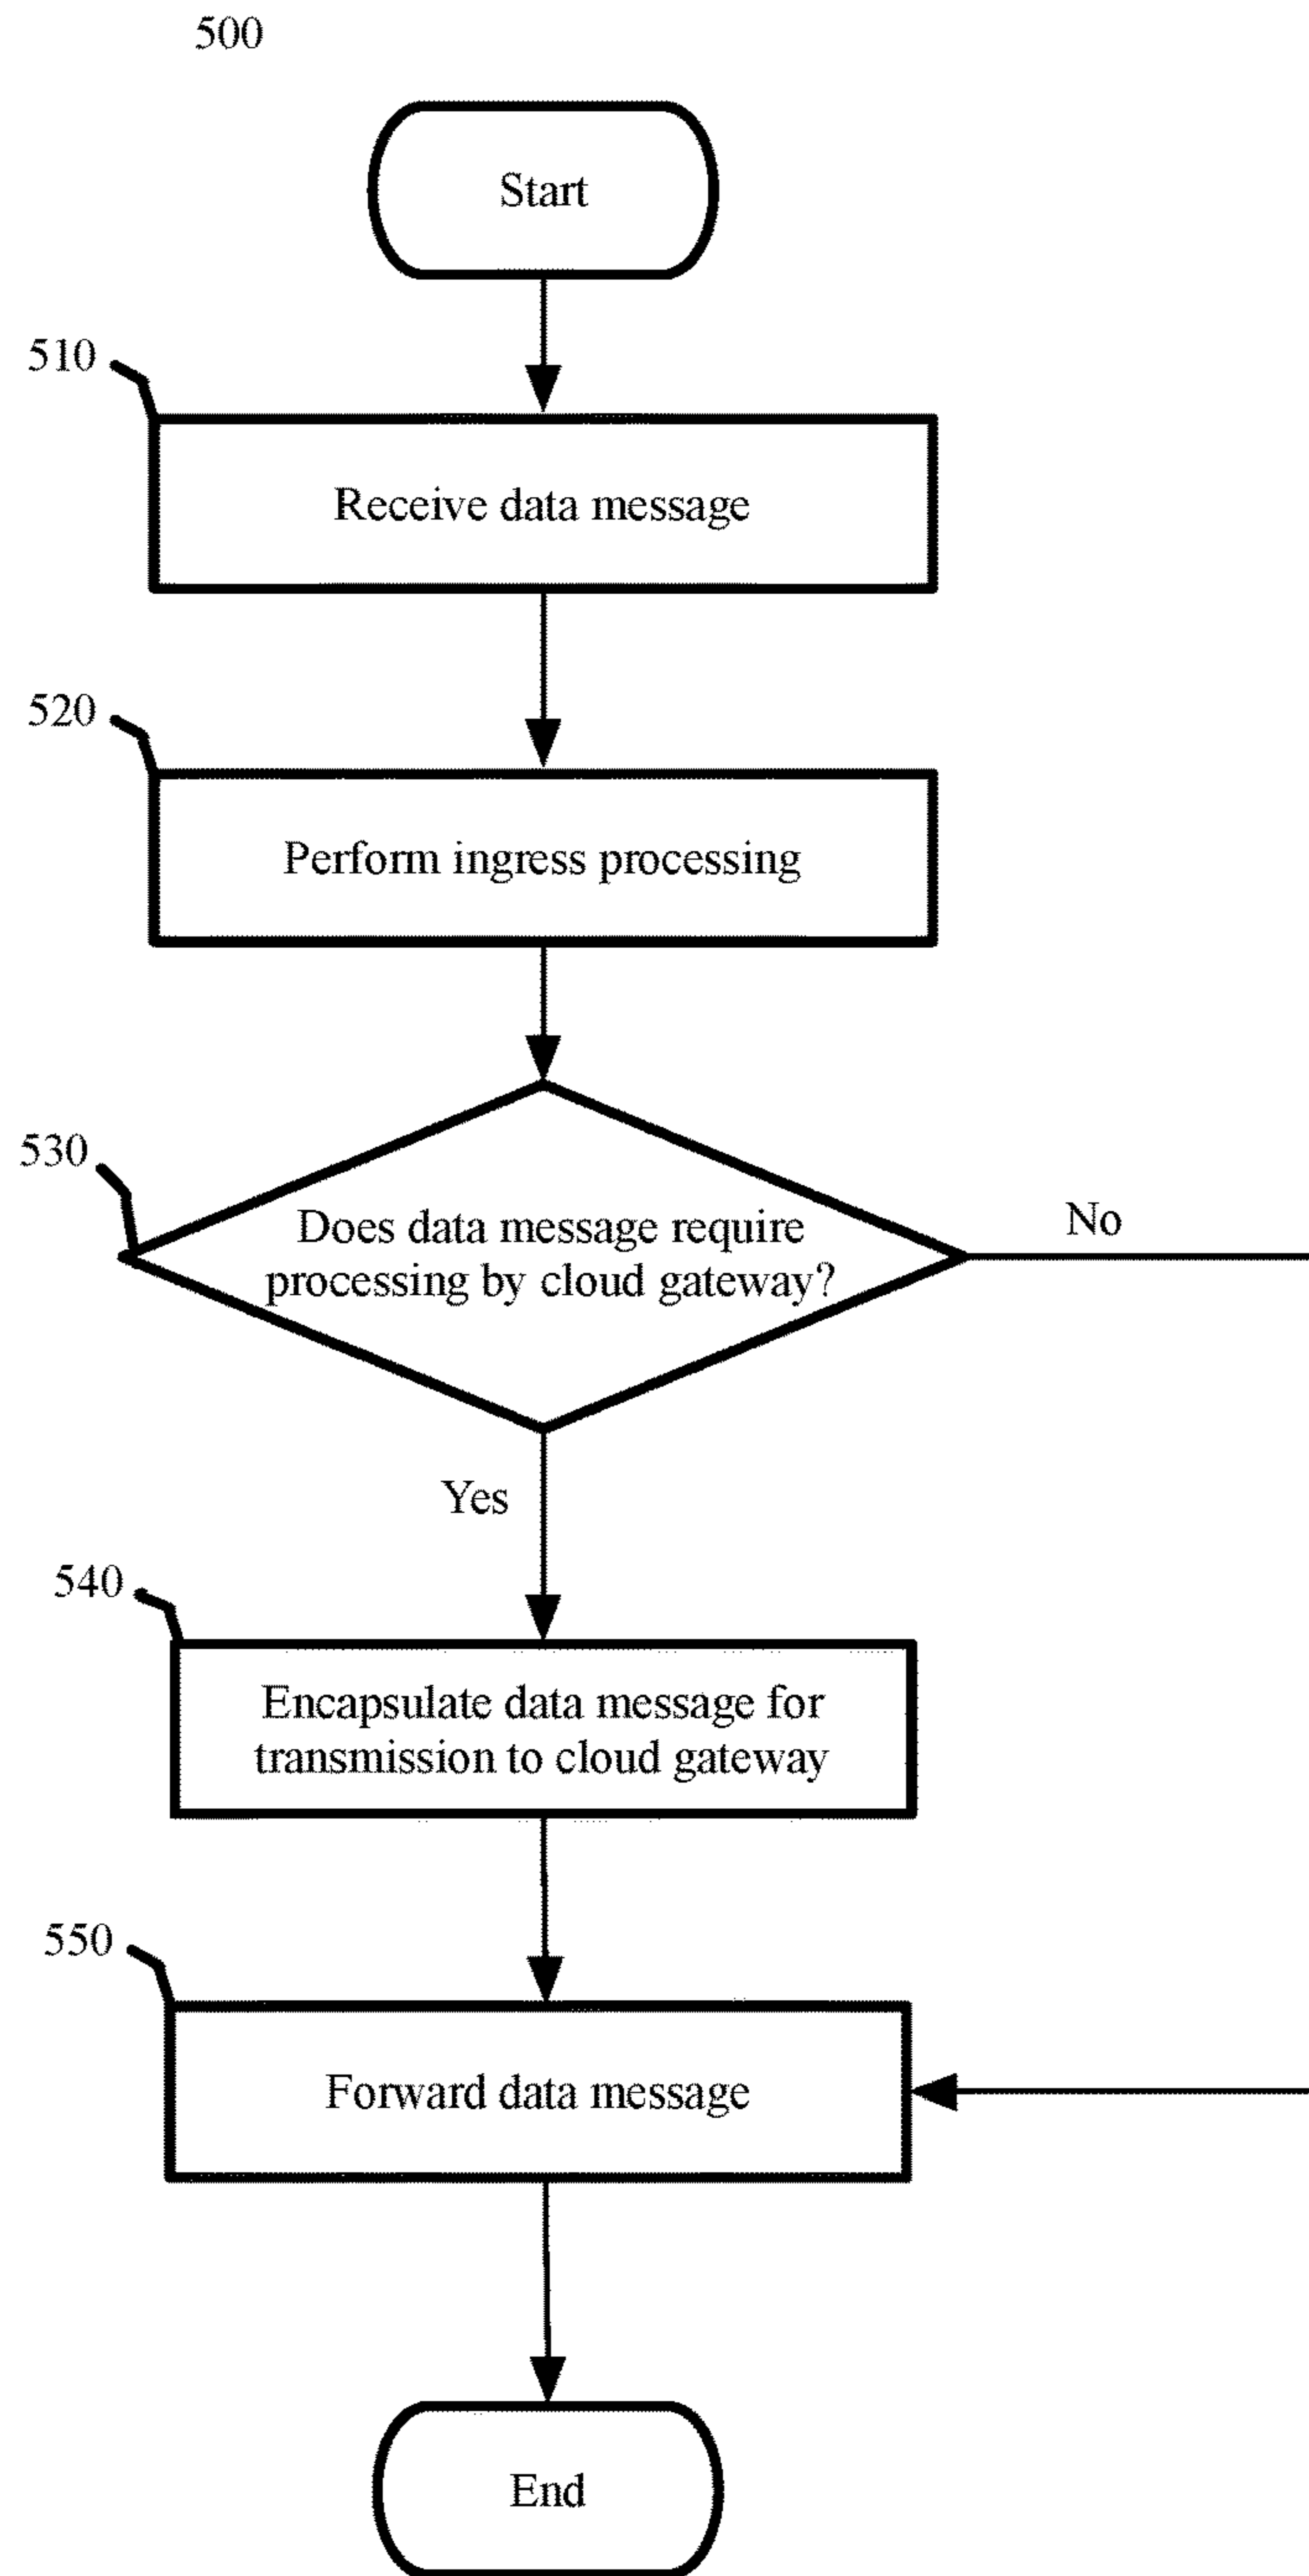 500
Start
510
Receive data message
520
Perform ingress processing
530
Does data message require
processing by cloud gateway?
No
Yes
540
Encapsulate data message for
transmission to cloud gateway
550
Forward data message
End